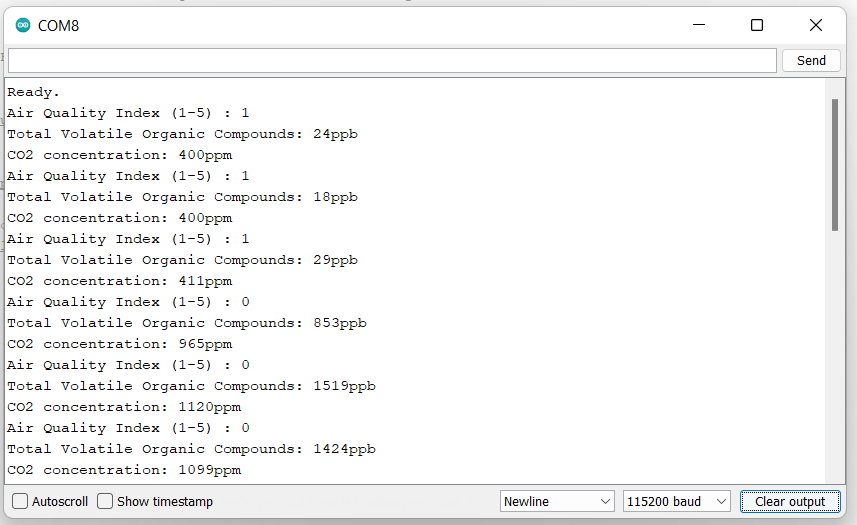 COM8
Send
Ready.
Air Quality Index (1-5) : 1
Total Volatile Organic Compounds: 24ppb
CO2 concentration: 400ppm
Air Quality Index (1-5) : 1
Total Volatile Organic Compounds: 18ppb
CO2 concentration: 400ppm
Air Quality Index (1-5) : 1
Total Volatile Organic Compounds: 29ppb
CO2 concentration: 411ppm
Air Quality Index (1-5) : 0
Total Volatile Organic Compounds: 853ppb
CO2 concentration: 965ppm
Air Quality Index (1-5) : 0
Total Volatile Organic Compounds: 1519ppb
CO2 concentration: 1120ppm
Air Quality Index (1-5) : 0
Total Volatile Organic Compounds: 1424ppb
CO2 concentration: 1099ppm
Autoscroll Show timestamp Newline 115200 baud Clear output